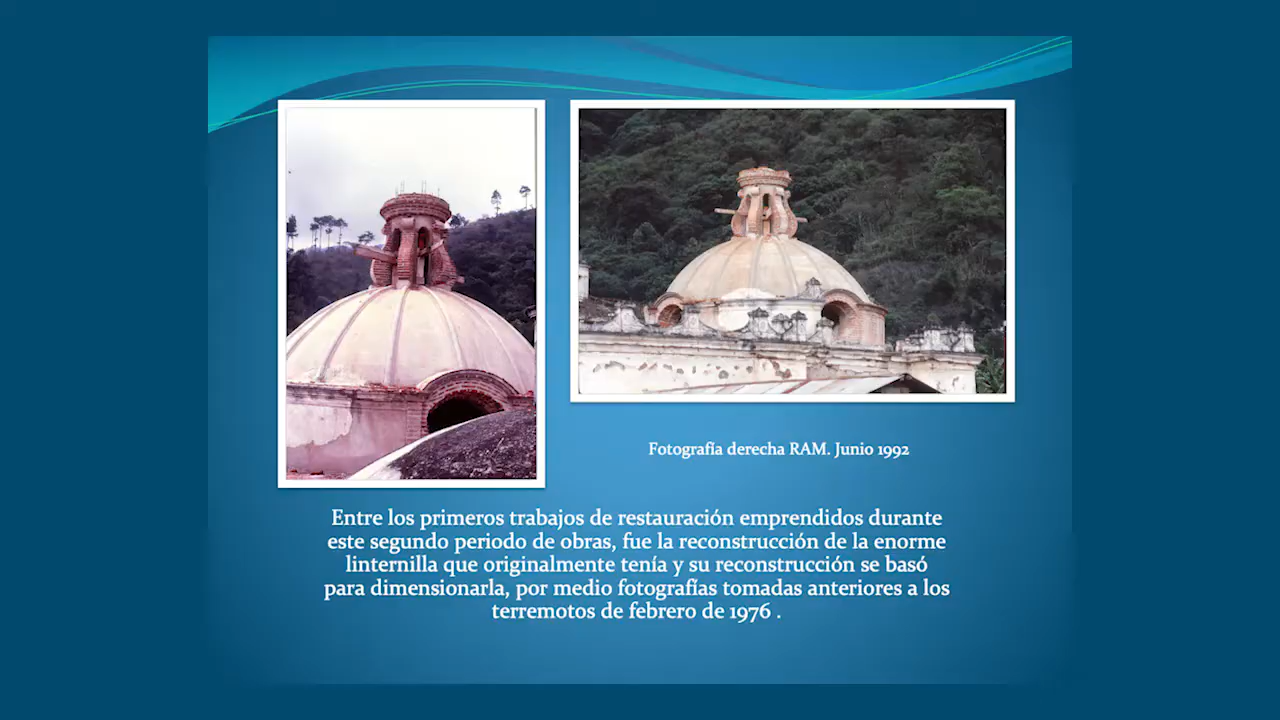 Fotografía derecha RAM. Junio 1992
Entre los primeros trabajos de restauración emprendidos durante
este segundo periodo de obras, fue la reconstrucción de la enorme
linternilla que originalmente tenía y su reconstrucción se basó
para dimensionarla, por medio fotografías tomadas anteriores a los
terremotos de febrero de 1976 .